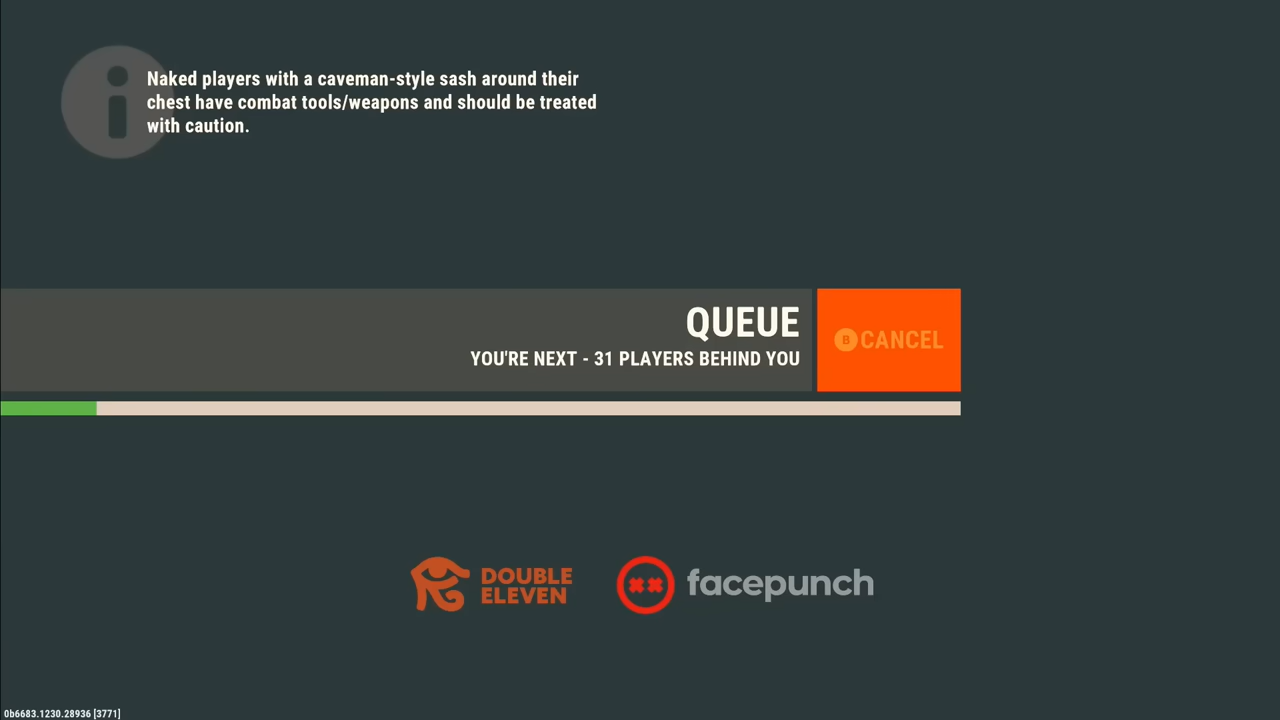 Naked players with a caveman-style sash around their
chest have combat tools/weapons and should be treated
with caution.
QUEUE
YOU'RE NEXT - 31 PLAYERS BEHIND YOU
B CANCEL
DOUBLE
ELEVEN
facepunch
0b6683.1230.28936 [3771]